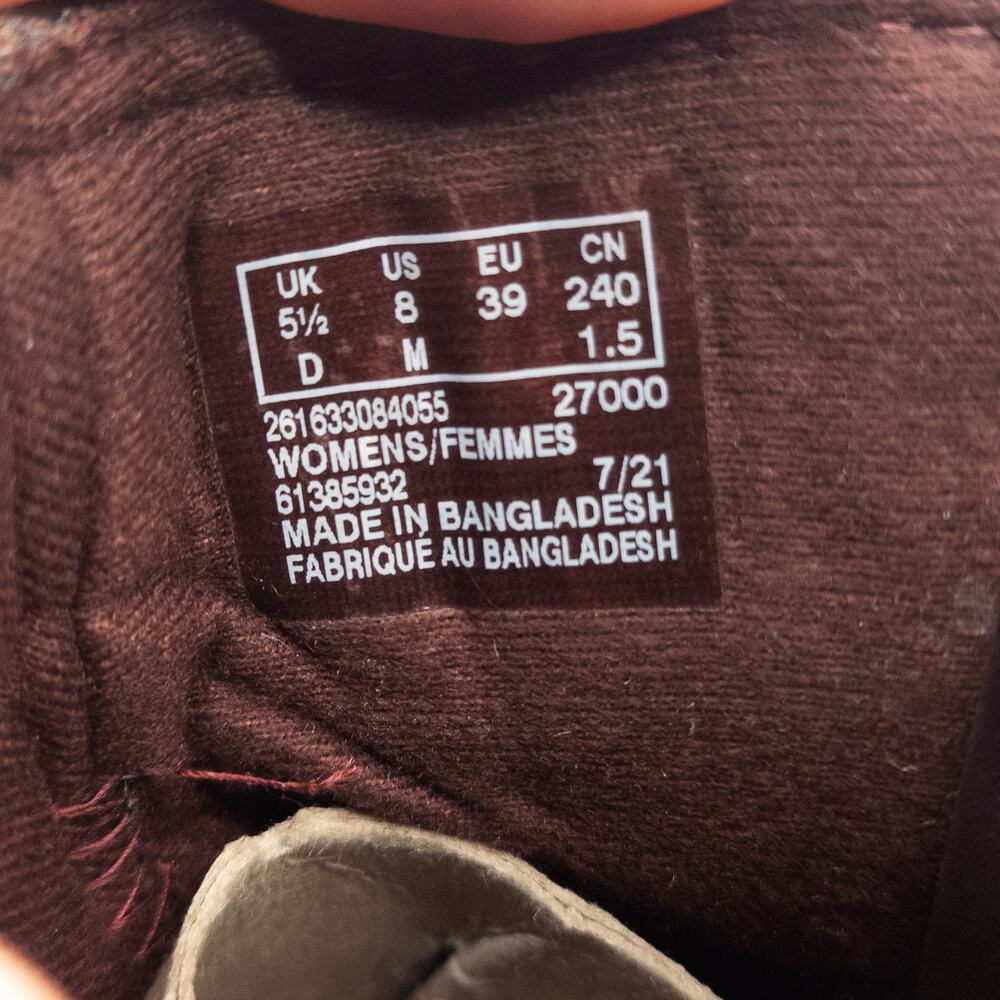 UK US EU CN
5½ 8 39 240
D M 1.5
261633084055 27000
WOMENS/FEMMES
61385932 7/21
MADE IN BANGLADESH
FABRIQUÉ AU BANGLADESH